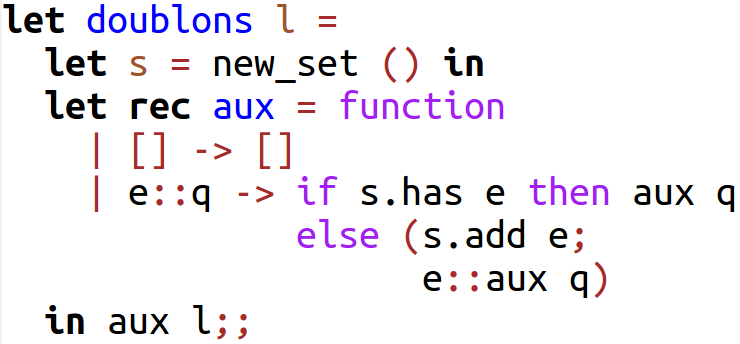 let doublons l =
  let s = new_set () in
  let rec aux = function
    | [] -> []
    | e::q -> if s.has e then aux q
              else (s.add e;
                    e::aux q)
  in aux l;;